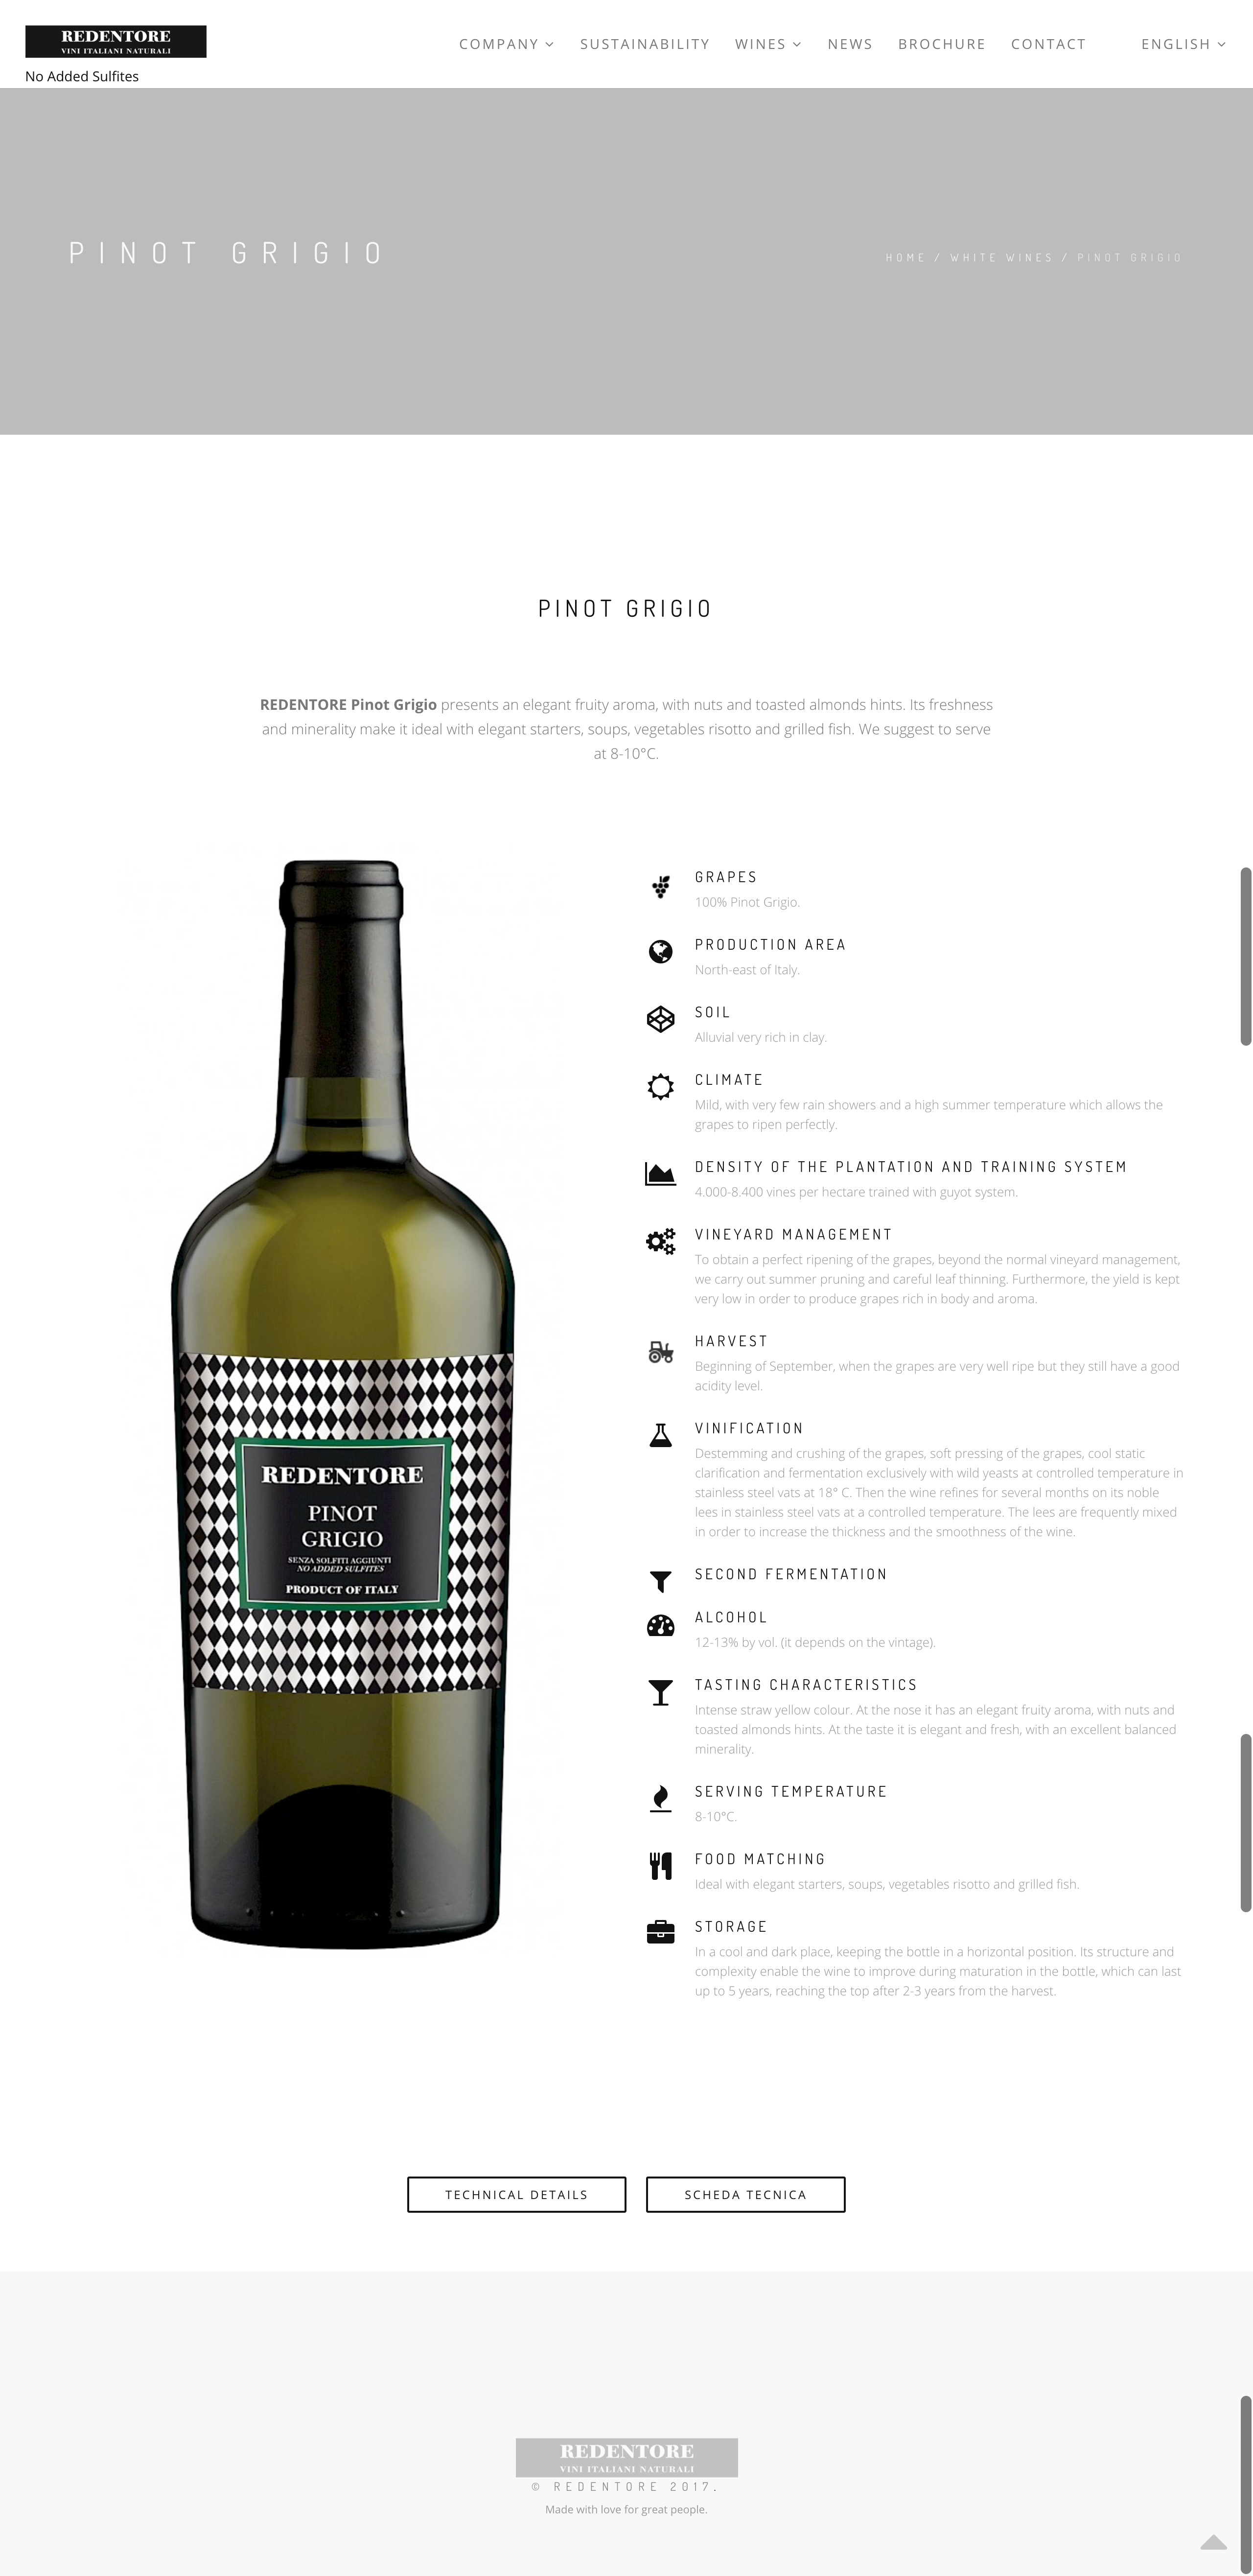 REDENTORE
VINI ITALIANI NATURALI
No Added Sulfites
COMPANY SUSTAINABILITY WINES NEWS BROCHURE CONTACT ENGLISH
PINOT GRIGIO
HOME / WHITE WINES / PINOT GRIGIO
PINOT GRIGIO
REDENTORE Pinot Grigio presents an elegant fruity aroma, with nuts and toasted almonds hints. Its freshness
and minerality make it ideal with elegant starters, soups, vegetables risotto and grilled fish. We suggest to serve
at 8-10°C.
REDENTORE
PINOT
GRIGIO
SENZA SOLFITI AGGIUNTI
NO ADDED SULFITES
PRODUCT OF ITALY
GRAPES
100% Pinot Grigio.
PRODUCTION AREA
North-east of Italy.
SOIL
Alluvial very rich in clay.
CLIMATE
Mild, with very few rain showers and a high summer temperature which allows the
grapes to ripen perfectly.
DENSITY OF THE PLANTATION AND TRAINING SYSTEM
4.000-8.400 vines per hectare trained with guyot system.
VINEYARD MANAGEMENT
To obtain a perfect ripening of the grapes, beyond the normal vineyard management,
we carry out summer pruning and careful leaf thinning. Furthermore, the yield is kept
very low in order to produce grapes rich in body and aroma.
HARVEST
Beginning of September, when the grapes are very well ripe but they still have a good
acidity level.
VINIFICATION
Destemming and crushing of the grapes, soft pressing of the grapes, cool static
clarification and fermentation exclusively with wild yeasts at controlled temperature in
stainless steel vats at 18° C. Then the wine refines for several months on its noble
lees in stainless steel vats at a controlled temperature. The lees are frequently mixed
in order to increase the thickness and the smoothness of the wine.
SECOND FERMENTATION
ALCOHOL
12-13% by vol. (it depends on the vintage).
TASTING CHARACTERISTICS
Intense straw yellow colour. At the nose it has an elegant fruity aroma, with nuts and
toasted almonds hints. At the taste it is elegant and fresh, with an excellent balanced
minerality.
SERVING TEMPERATURE
8-10°C.
FOOD MATCHING
Ideal with elegant starters, soups, vegetables risotto and grilled fish.
STORAGE
In a cool and dark place, keeping the bottle in a horizontal position. Its structure and
complexity enable the wine to improve during maturation in the bottle, which can last
up to 5 years, reaching the top after 2-3 years from the harvest.
TECHNICAL DETAILS
SCHEDA TECNICA
REDENTORE
VINI ITALIANI NATURALI
© REDENTORE 2017.
Made with love for great people.